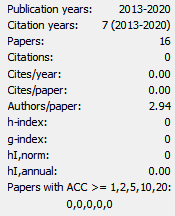 Publication years: 2013-2020
Citation years: 7 (2013-2020)
Papers: 16
Citations: 0
Cites/year: 0.00
Cites/paper: 0.00
Authors/paper: 2.94
h-index: 0
g-index: 0
hI,norm: 0
hI,annual: 0.00
Papers with ACC >= 1,2,5,10,20:
0,0,0,0,0